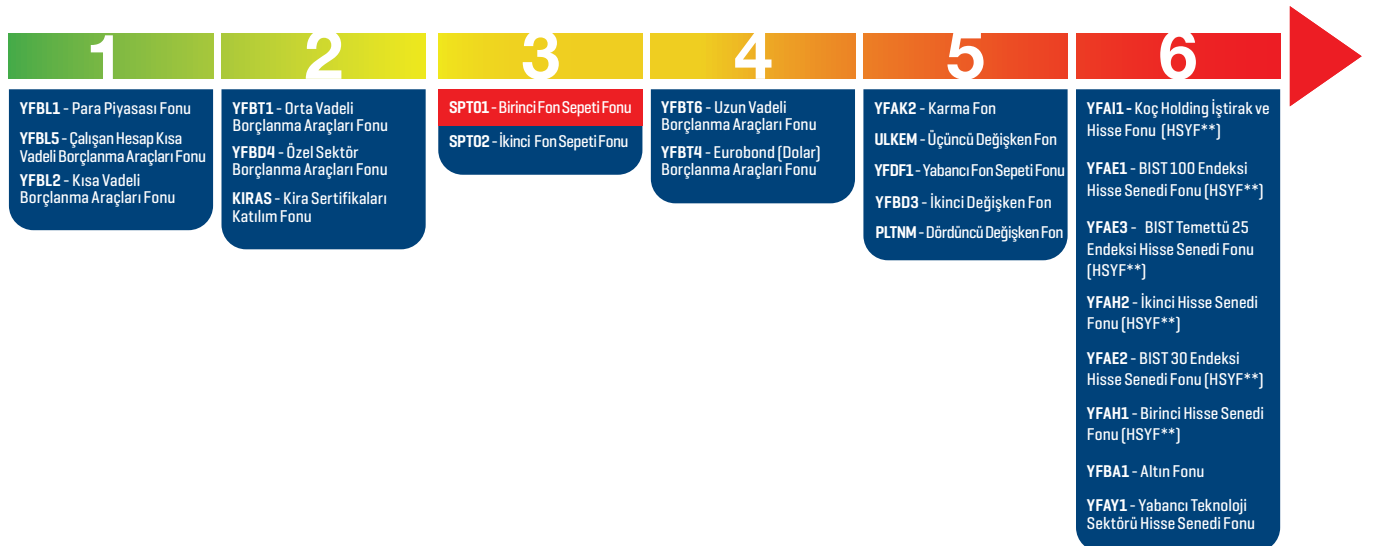 1
YFBL1 - Para Piyasası Fonu
YFBL5 - Çalışan Hesap Kısa
Vadeli Borçlanma Araçları Fonu
YFBL2 - Kısa Vadeli
Borçlanma Araçları Fonu
2
YFBT1 - Orta Vadeli
Borçlanma Araçları Fonu
YFBD4 - Özel Sektör
Borçlanma Araçları Fonu
KIRAS - Kira Sertifikaları
Katılım Fonu
3
SPT01 - Birinci Fon Sepeti Fonu
SPT02 - İkinci Fon Sepeti Fonu
4
YFBT6 - Uzun Vadeli
Borçlanma Araçları Fonu
YFBT4 - Eurobond (Dolar)
Borçlanma Araçları Fonu
5
YFAK2 - Karma Fon
ULKEM - Üçüncü Değişken Fon
YFDF1 - Yabancı Fon Sepeti Fonu
YFBD3 - İkinci Değişken Fon
PLTNM - Dördüncü Değişken Fon
6
YFAI1 - Koç Holding İştirak ve
Hisse Fonu (HSYF**)
YFAE1 - BIST 100 Endeksi
Hisse Senedi Fonu (HSYF**)
YFAE3 - BIST Temettü 25
Endeksi Hisse Senedi Fonu
(HSYF**)
YFAH2 - İkinci Hisse Senedi
Fonu (HSYF**)
YFAE2 - BIST 30 Endeksi
Hisse Senedi Fonu (HSYF**)
YFAH1 - Birinci Hisse Senedi
Fonu (HSYF**)
YFBA1 - Altın Fonu
YFAY1 - Yabancı Teknoloji
Sektörü Hisse Senedi Fonu